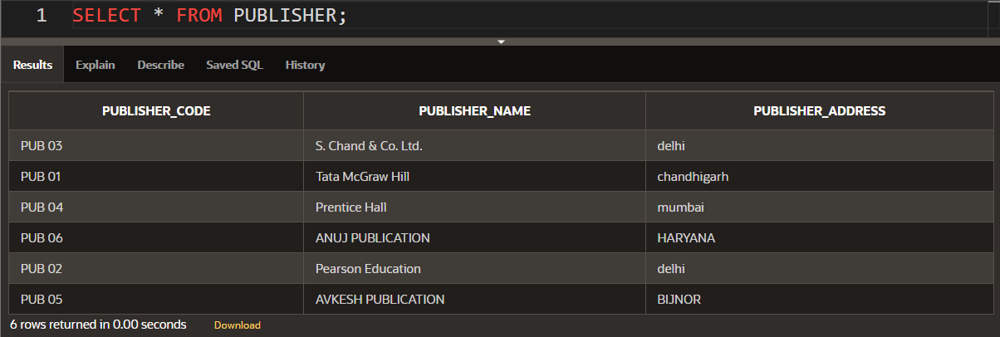 1 SELECT * FROM PUBLISHER;
Results Explain Describe Saved SQL History
PUBLISHER_CODE PUBLISHER_NAME PUBLISHER_ADDRESS
PUB 03 S. Chand & Co. Ltd. delhi
PUB 01 Tata McGraw Hill chandhigarh
PUB 04 Prentice Hall mumbai
PUB 06 ANUJ PUBLICATION HARYANA
PUB 02 Pearson Education delhi
PUB 05 AVKESH PUBLICATION BIJNOR
6 rows returned in 0.00 seconds Download